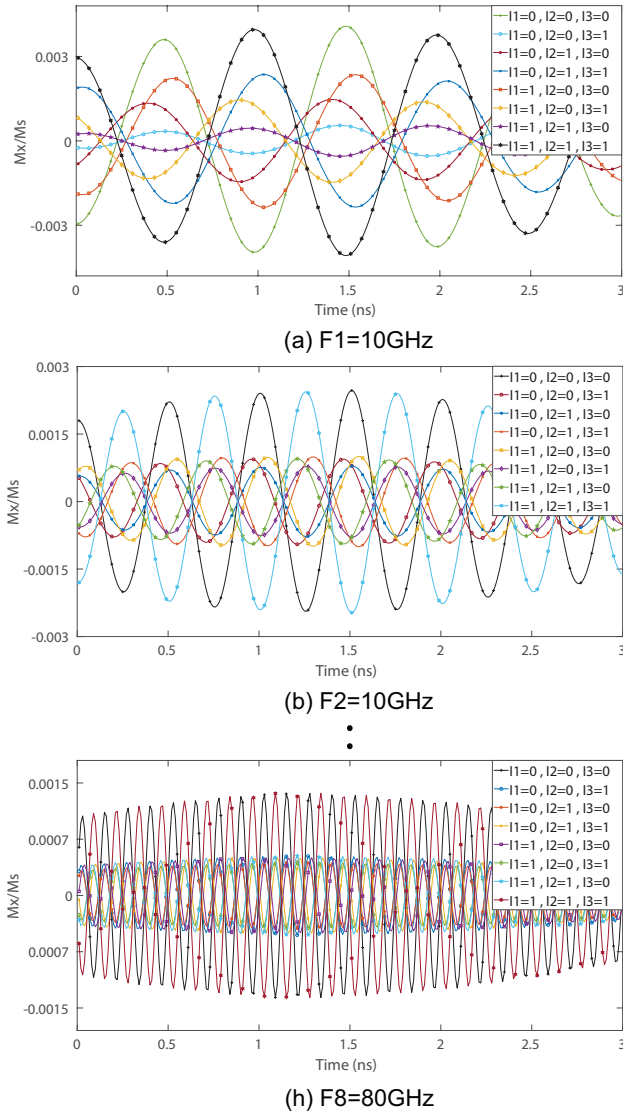 I1=0 , I2=0 , I3=0
I1=0 , I2=0 , I3=1
I1=0 , I2=1 , I3=0
I1=0 , I2=1 , I3=1
I1=1 , I2=0 , I3=0
I1=1 , I2=0 , I3=1
I1=1 , I2=1 , I3=0
I1=1 , I2=1 , I3=1
0.003
0
-0.003
Mx/Ms
0 0.5 1 1.5 2 2.5 3
Time (ns)
(a) F1=10GHz
I1=0 , I2=0 , I3=0
I1=0 , I2=0 , I3=1
I1=0 , I2=1 , I3=0
I1=0 , I2=1 , I3=1
I1=1 , I2=0 , I3=0
I1=1 , I2=0 , I3=1
I1=1 , I2=1 , I3=0
I1=1 , I2=1 , I3=1
0.003
0.0015
0
-0.0015
-0.003
Mx/Ms
0 0.5 1 1.5 2 2.5 3
Time (ns)
(b) F2=10GHz
I1=0 , I2=0 , I3=0
I1=0 , I2=0 , I3=1
I1=0 , I2=1 , I3=0
I1=0 , I2=1 , I3=1
I1=1 , I2=0 , I3=0
I1=1 , I2=0 , I3=1
I1=1 , I2=1 , I3=0
I1=1 , I2=1 , I3=1
0.0015
0.0007
0
0.0007
-0.0015
Mx/Ms
0 0.5 1 1.5 2 2.5 3
Time (ns)
(h) F8=80GHz